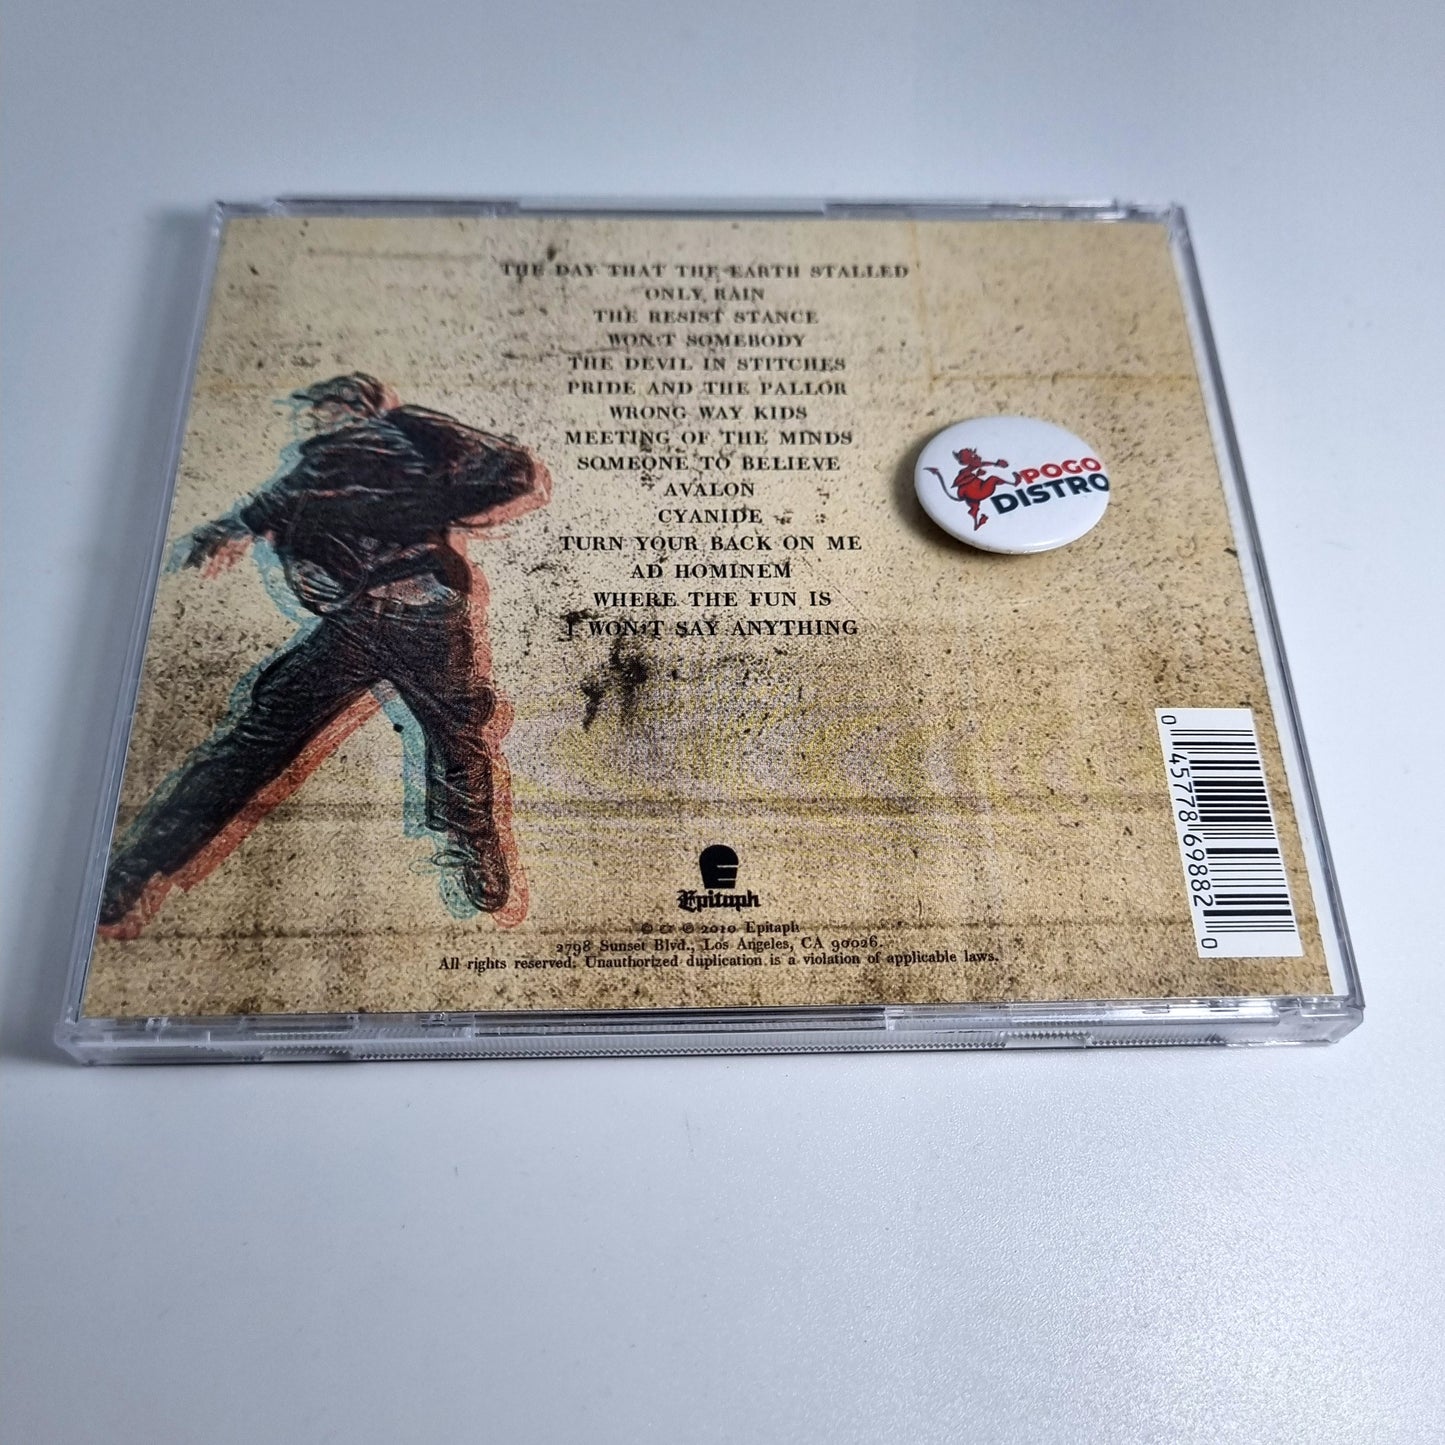 THE DAY THAT THE EARTH STALLED
ONLY RAIN
THE RESIST STANCE
WON'T SOMEBODY
THE DEVIL IN STITCHES
PRIDE AND THE PALLOR
WRONG WAY KIDS
MEETING OF THE MINDS
SOMEONE TO BELIEVE
AVALON
CYANIDE
TURN YOUR BACK ON ME
AD HOMINEM
WHERE THE FUN IS
I WON'T SAY ANYTHING
POGO
DISTRO
0 45778 69882 0
Epitaph
© & ℗ 2010 Epitaph
2798 Sunset Blvd., Los Angeles, CA 90026.
All rights reserved. Unauthorized duplication is a violation of applicable laws.